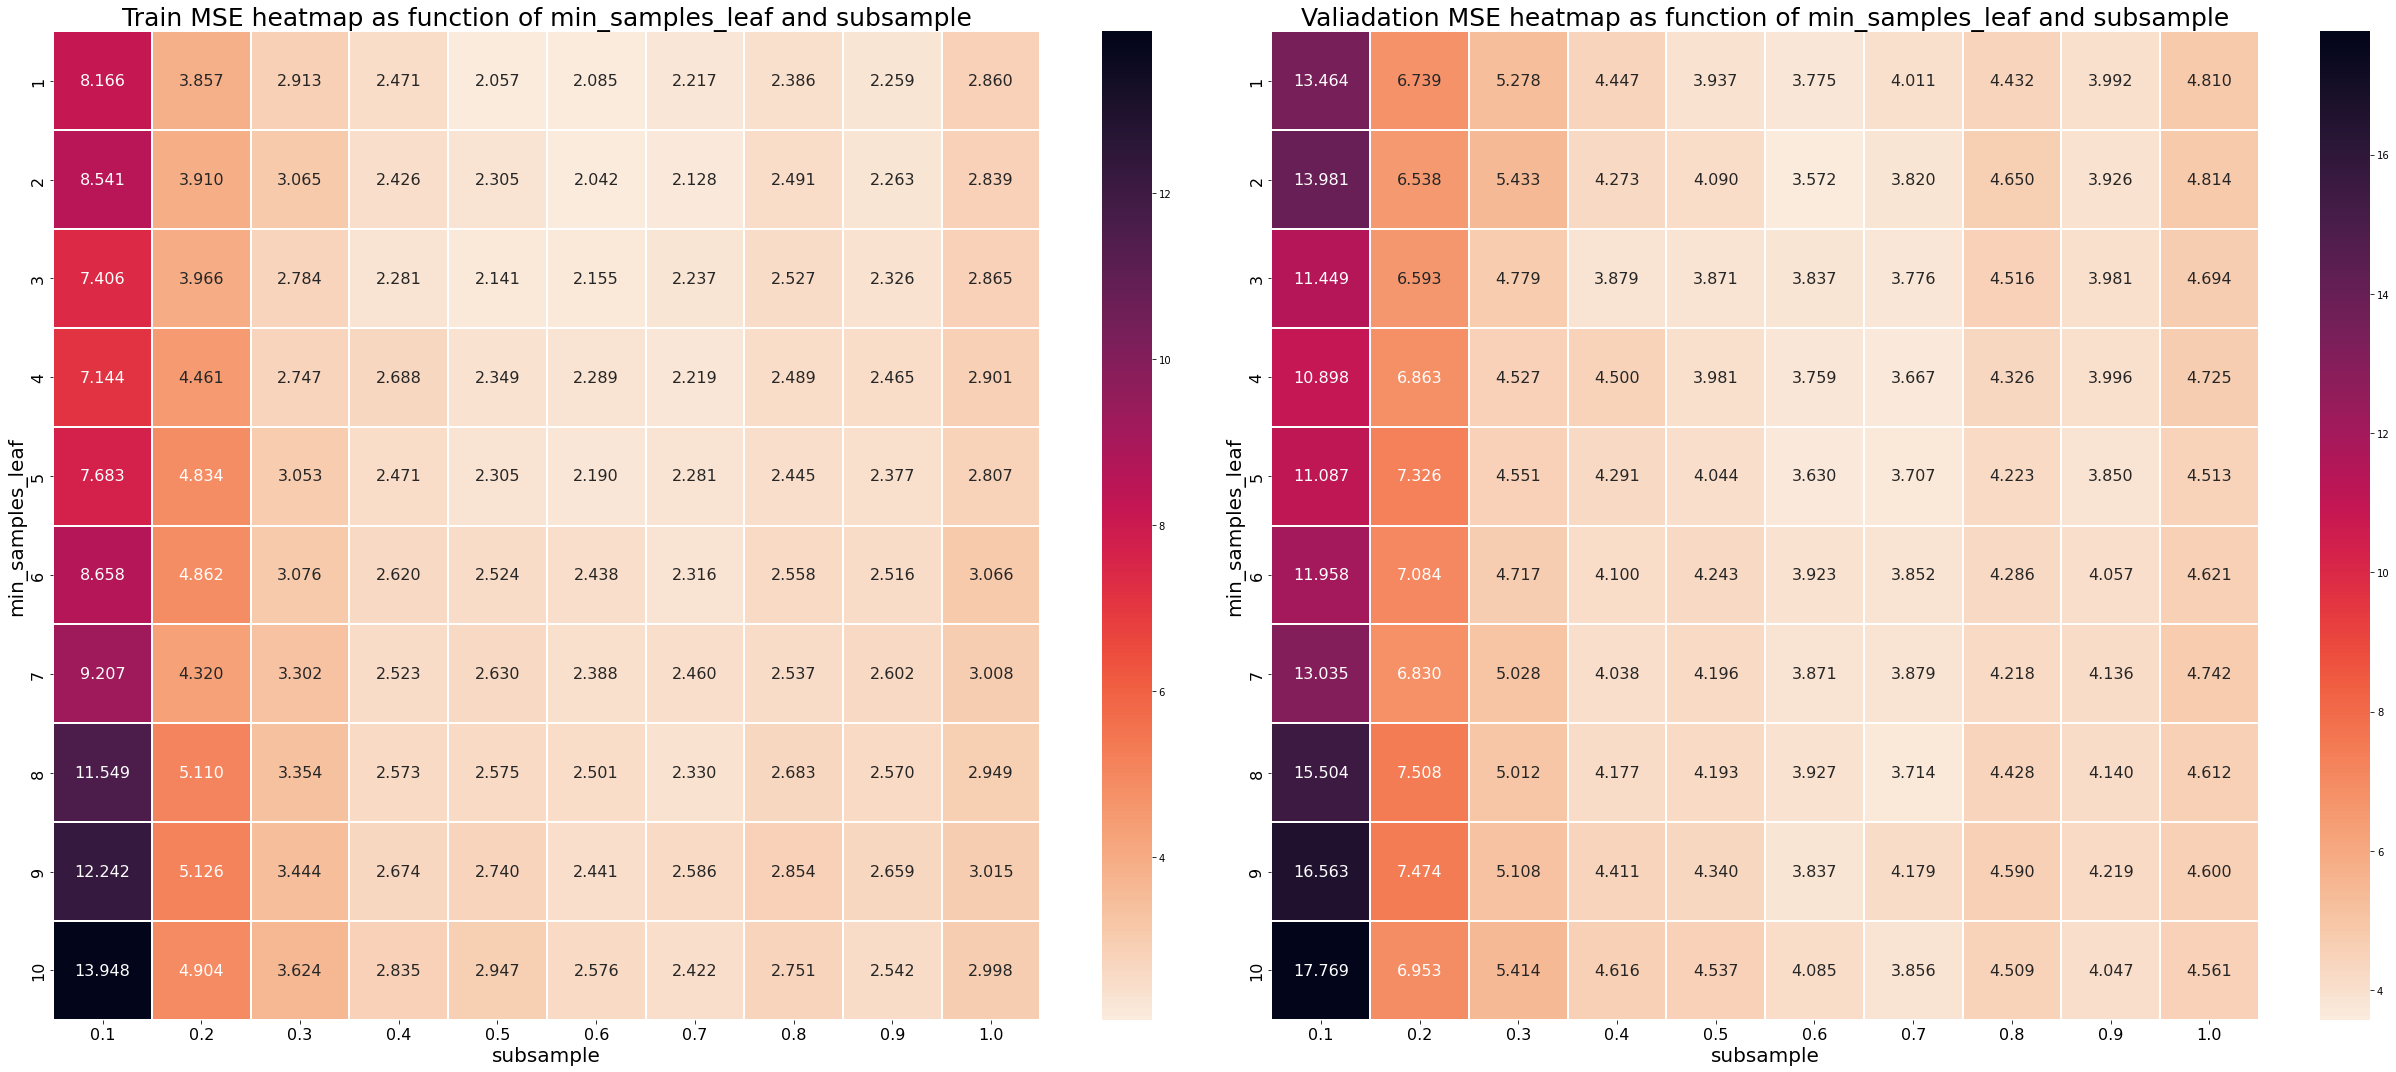 Train MSE heatmap as function of min_samples_leaf and subsample
min_samples_leaf
1 8.166 3.857 2.913 2.471 2.057 2.085 2.217 2.386 2.259 2.860
2 8.541 3.910 3.065 2.426 2.305 2.042 2.128 2.491 2.263 2.839
3 7.406 3.966 2.784 2.281 2.141 2.155 2.237 2.527 2.326 2.865
4 7.144 4.461 2.747 2.688 2.349 2.289 2.219 2.489 2.465 2.901
5 7.683 4.834 3.053 2.471 2.305 2.190 2.281 2.445 2.377 2.807
6 8.658 4.862 3.076 2.620 2.524 2.438 2.316 2.558 2.516 3.066
7 9.207 4.320 3.302 2.523 2.630 2.388 2.460 2.537 2.602 3.008
8 11.549 5.110 3.354 2.573 2.575 2.501 2.330 2.683 2.570 2.949
9 12.242 5.126 3.444 2.674 2.740 2.441 2.586 2.854 2.659 3.015
10 13.948 4.904 3.624 2.835 2.947 2.576 2.422 2.751 2.542 2.998
0.1 0.2 0.3 0.4 0.5 0.6 0.7 0.8 0.9 1.0
subsample
12
10
8
6
4
Valiadation MSE heatmap as function of min_samples_leaf and subsample
min_samples_leaf
1 13.464 6.739 5.278 4.447 3.937 3.775 4.011 4.432 3.992 4.810
2 13.981 6.538 5.433 4.273 4.090 3.572 3.820 4.650 3.926 4.814
3 11.449 6.593 4.779 3.879 3.871 3.837 3.776 4.516 3.981 4.694
4 10.898 6.863 4.527 4.500 3.981 3.759 3.667 4.326 3.996 4.725
5 11.087 7.326 4.551 4.291 4.044 3.630 3.707 4.223 3.850 4.513
6 11.958 7.084 4.717 4.100 4.243 3.923 3.852 4.286 4.057 4.621
7 13.035 6.830 5.028 4.038 4.196 3.871 3.879 4.218 4.136 4.742
8 15.504 7.508 5.012 4.177 4.193 3.927 3.714 4.428 4.140 4.612
9 16.563 7.474 5.108 4.411 4.340 3.837 4.179 4.590 4.219 4.600
10 17.769 6.953 5.414 4.616 4.537 4.085 3.856 4.509 4.047 4.561
0.1 0.2 0.3 0.4 0.5 0.6 0.7 0.8 0.9 1.0
subsample
16
14
12
10
8
6
4